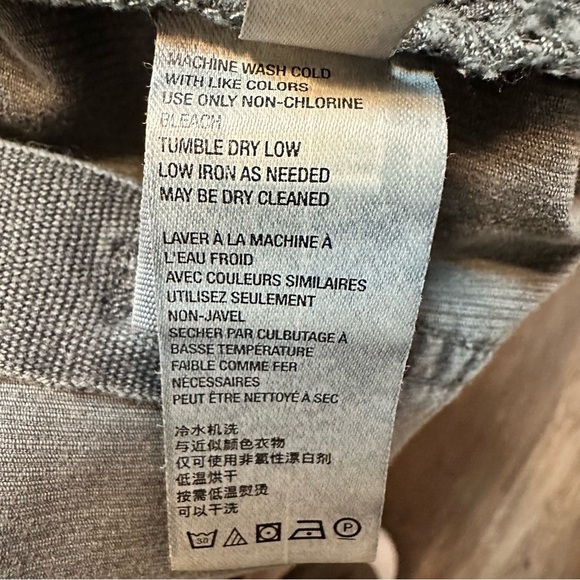 MACHINE WASH COLD
WITH LIKE COLORS
USE ONLY NON-CHLORINE
BLEACH
TUMBLE DRY LOW
LOW IRON AS NEEDED
MAY BE DRY CLEANED
LAVER À LA MACHINE À
L'EAU FROID
AVEC COULEURS SIMILAIRES
UTILISEZ SEULEMENT
NON-JAVEL
SECHER PAR CULBUTAGE À
BASSE TEMPÉRATURE
FAIBLE COMME FER
NÉCESSAIRES
PEUT ÊTRE NETTOYÉ À SEC
冷水机洗
与近似颜色衣物
仅可使用非氯性漂白剂
低温烘干
按需低温熨烫
可以干洗
30 P